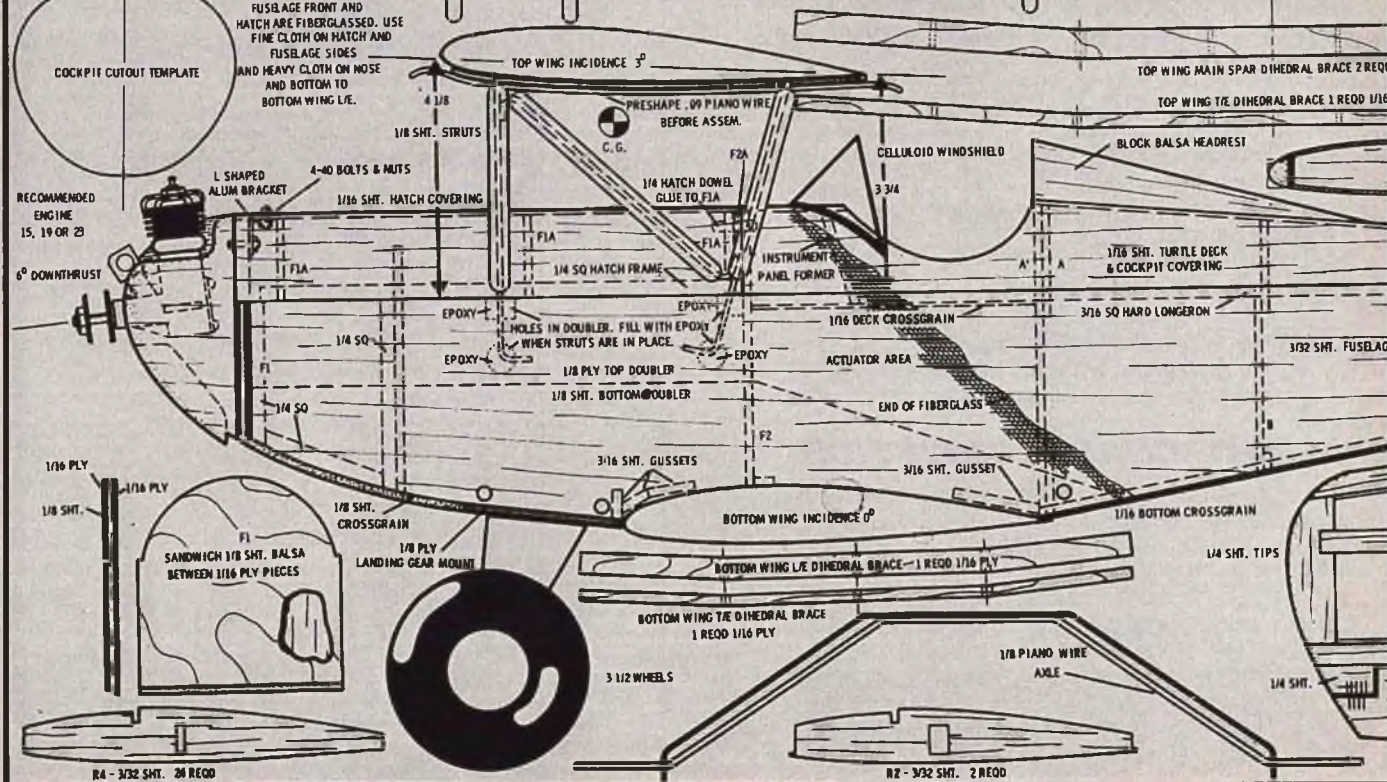 FUSELAGE FRONT AND
HATCH ARE FIBERGLASSED. USE
FINE CLOTH ON HATCH AND
FUSELAGE SIDES
AND HEAVY CLOTH ON NOSE
AND BOTTOM TO
BOTTOM WING L/E.
COCKPIT CUTOUT TEMPLATE
TOP WING INCIDENCE 3°
TOP WING MAIN SPAR DIHEDRAL BRACE 2 REQD
TOP WING T/E DIHEDRAL BRACE 1 REQD 1/16
4 1/8
PRESHAPE .09 PIANO WIRE
BEFORE ASSEM.
C.G.
1/8 SHT. STRUTS
F2A
CELLULOID WINDSHIELD
BLOCK BALSA HEADREST
L SHAPED
ALUM BRACKET
4-40 BOLTS & NUTS
1/4 HATCH DOWEL
GLUE TO F1A
3 3/4
RECOMMENDED
ENGINE
15, 19 OR 23
1/16 SHT. HATCH COVERING
F1A
F1A
F1A
6° DOWNTHRUST
1/4 SQ HATCH FRAME
INSTRUMENT
PANEL FORMER
A'
A
1/16 SHT. TURTLE DECK
& COCKPIT COVERING
EPOXY
EPOXY
HOLES IN DOUBLER. FILL WITH EPOXY
WHEN STRUTS ARE IN PLACE.
1/16 DECK CROSSGRAIN
3/16 SQ HARD LONGERON
1/4 SQ
EPOXY
EPOXY
ACTUATOR AREA
3/32 SHT. FUSELAG
F1
1/8 PLY TOP DOUBLER
1/8 SHT. BOTTOM DOUBLER
1/4 SQ
END OF FIBERGLASS
F2
B
3/16 SHT. GUSSETS
3/16 SHT. GUSSET
1/16 PLY
1/16 PLY
1/8 SHT.
1/8 SHT.
CROSSGRAIN
BOTTOM WING INCIDENCE 0°
1/16 BOTTOM CROSSGRAIN
F1
SANDWICH 1/8 SHT. BALSA
BETWEEN 1/16 PLY PIECES
1/8 PLY
LANDING GEAR MOUNT
BOTTOM WING L/E DIHEDRAL BRACE-1 REQD 1/16 PLY
1/4 SHT. TIPS
BOTTOM WING T/E DIHEDRAL BRACE
1 REQD 1/16 PLY
3 1/2 WHEELS
1/8 PIANO WIRE
AXLE
1/4 SHT.
R4 - 3/32 SHT. 20 REQD
R2 - 3/32 SHT. 2 REQD